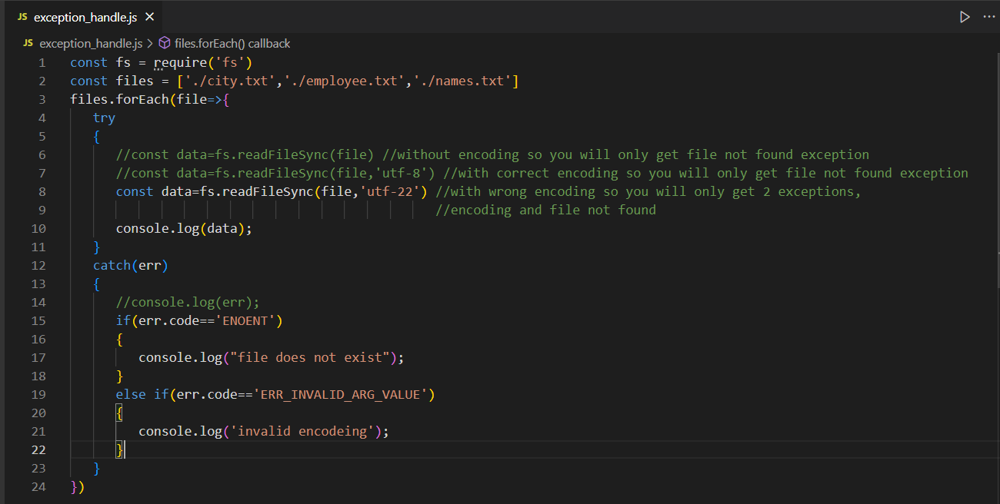 JS exception_handle.js
JS exception_handle.js > files.forEach() callback
1 const fs = require('fs')
2 const files = ['./city.txt','./employee.txt','./names.txt']
3 files.forEach(file=>{
4 try
5 {
6 //const data=fs.readFileSync(file) //without encoding so you will only get file not found exception
7 //const data=fs.readFileSync(file,'utf-8') //with correct encoding so you will only get file not found exception
8 const data=fs.readFileSync(file,'utf-22') //with wrong encoding so you will only get 2 exceptions,
9 //encoding and file not found
10 console.log(data);
11 }
12 catch(err)
13 {
14 //console.log(err);
15 if(err.code=='ENOENT')
16 {
17 console.log("file does not exist");
18 }
19 else if(err.code=='ERR_INVALID_ARG_VALUE')
20 {
21 console.log('invalid encodeing');
22 }
23 }
24 })